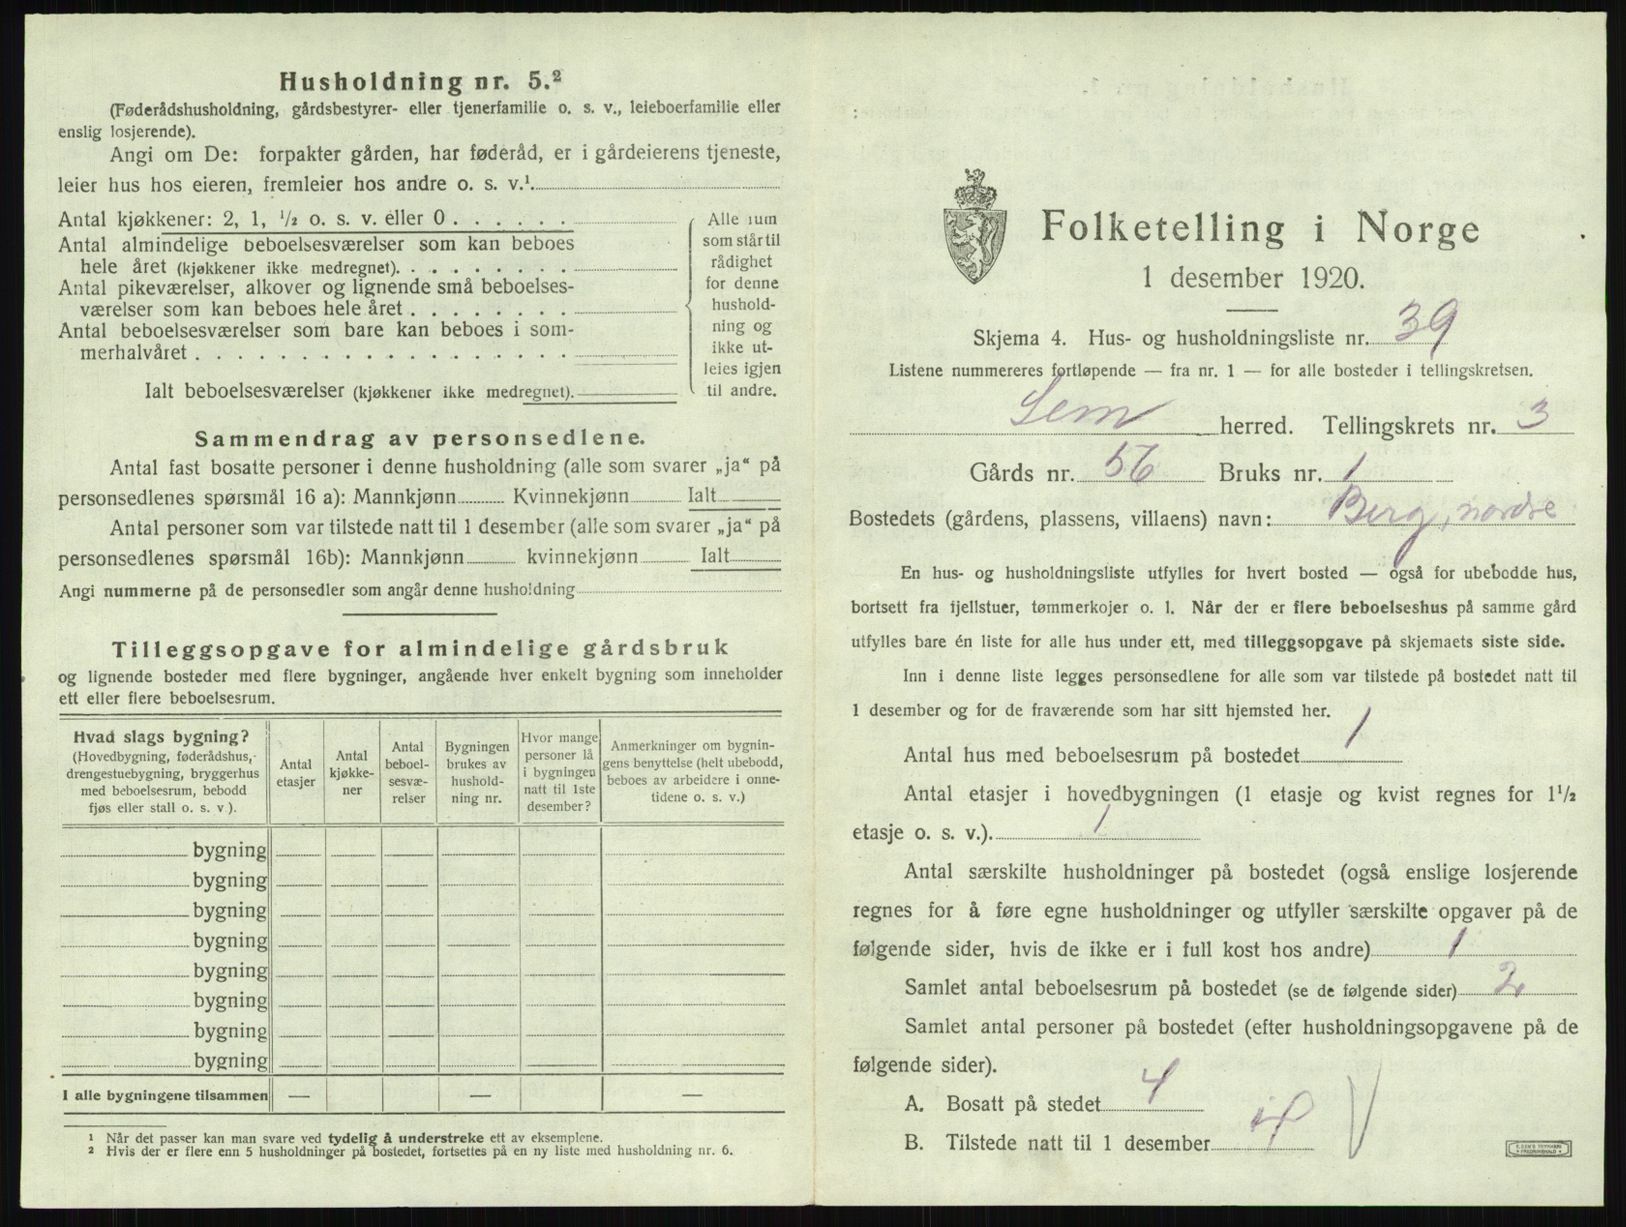 Husholdning nr. 5.²
(Føderådshusholdning, gårdsbestyrer- eller tjenerfamilie o. s. v., leieboerfamilie eller
enslig losjerende).
Angi om De: forpakter gården, har føderåd, er i gårdeierens tjeneste,
leier hus hos eieren, fremleier hos andre o. s. v.¹
Antal kjøkkener: 2, 1, ½ o. s. v. eller 0 . . . . . .
Antal almindelige beboelsesværelser som kan beboes
hele året (kjøkkener ikke medregnet). . . . . . . . .
Antal pikeværelser, alkover og lignende små beboelses-
værelser som kan beboes hele året . . . . . . . .
Antal beboelsesværelser som bare kan beboes i som-
merhalvåret . . . . . . . . . . . . . . . .
Ialt beboelsesværelser (kjøkkener ikke medregnet).
Alle rum
som står til
rådighet
for denne
hushold-
ning og
ikke ut-
leies igjen
til andre.
Sammendrag av personsedlene.
Antal fast bosatte personer i denne husholdning (alle som svarer „ja“ på
personsedlenes spørsmål 16 a): Mannkjønn Kvinnekjønn Ialt
Antal personer som var tilstede natt til 1 desember (alle som svarer „ja“ på
personsedlenes spørsmål 16b): Mannkjønn kvinnekjønn Ialt
Angi nummerne på de personsedler som angår denne husholdning
Tilleggsopgave for almindelige gårdsbruk
og lignende bosteder med flere bygninger, angående hver enkelt bygning som inneholder
ett eller flere beboelsesrum.
Hvad slags bygning?
(Hovedbygning, føderådshus,
drengestuebygning, bryggerhus
med beboelsesrum, bebodd
fjøs eller stall o. s. v ).
Antal
etasjer
Antal
kjøkke-
ner
Antal
beboel-
sesvæ-
relser
Bygningen
brukes av
hushold-
ning nr.
Hvor mange
personer lå
i bygningen
natt til 1ste
desember?
Anmerkninger om bygnin-
gens benyttelse (helt ubebodd,
beboes av arbeidere i onne-
tidene o. s. v.)
bygning
bygning
bygning
bygning
bygning
bygning
bygning
bygning
I alle bygningene tilsammen — — —
¹ Når det passer kan man svare ved tydelig å understreke ett av eksemplene.
² Hvis der er flere enn 5 husholdninger på bostedet, fortsettes på en ny liste med husholdning nr. 6.
Folketelling i Norge
1 desember 1920.
Skjema 4. Hus- og husholdningsliste nr. 39
Listene nummereres fortløpende — fra nr. 1 — for alle bosteder i tellingskretsen.
Sem herred. Tellingskrets nr. 3
Gårds nr. 56 Bruks nr. 1
Bostedets (gårdens, plassens, villaens) navn: Berg, nordre
En hus- og husholdningsliste utfylles for hvert bosted — også for ubebodde hus,
bortsett fra fjellstuer, tømmerkojer o. l. Når der er flere beboelseshus på samme gård
utfylles bare én liste for alle hus under ett, med tilleggsopgave på skjemaets siste side.
Inn i denne liste legges personsedlene for alle som var tilstede på bostedet natt til
1 desember og for de fraværende som har sitt hjemsted her.
Antal hus med beboelsesrum på bostedet 1
Antal etasjer i hovedbygningen (1 etasje og kvist regnes for 1½
etasje o. s. v.). 1
Antal særskilte husholdninger på bostedet (også enslige losjerende
regnes for å føre egne husholdninger og utfyller særskilte opgaver på de
følgende sider, hvis de ikke er i full kost hos andre) 1
Samlet antal beboelsesrum på bostedet (se de følgende sider) 2
Samlet antal personer på bostedet (efter husholdningsopgavene på de
følgende sider).
A. Bosatt på stedet 4
B. Tilstede natt til 1 desember 4